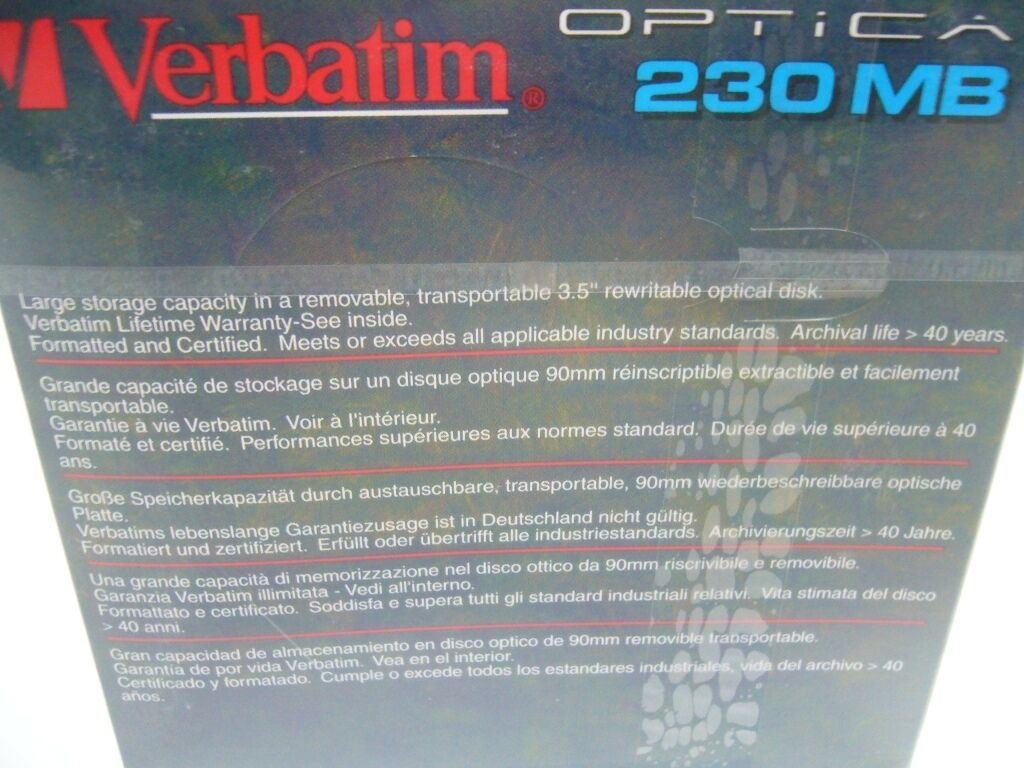 Verbatim®
OPTICA
230 MB
Large storage capacity in a removable, transportable 3.5" rewritable optical disk.
Verbatim Lifetime Warranty-See inside.
Formatted and Certified. Meets or exceeds all applicable industry standards. Archival life > 40 years.
Grande capacité de stockage sur un disque optique 90mm réinscriptible extractible et facilement
transportable.
Garantie à vie Verbatim. Voir à l'intérieur.
Formaté et certifié. Performances supérieures aux normes standard. Durée de vie supérieure à 40
ans.
Große Speicherkapazität durch austauschbare, transportable, 90mm wiederbeschreibbare optische
Platte.
Verbatims lebenslange Garantiezusage ist in Deutschland nicht gültig.
Formatiert und zertifiziert. Erfüllt oder übertrifft alle industriestandards. Archivierungszeit > 40 Jahre.
Una grande capacità di memorizzazione nel disco ottico da 90mm riscrivibile e removibile.
Garanzia Verbatim illimitata - Vedi all'interno.
Formattato e certificato. Soddisfa e supera tutti gli standard industriali relativi. Vita stimata del disco
> 40 anni.
Gran capacidad de almacenamiento en disco optico de 90mm removible transportable.
Garantía de por vida Verbatim. Vea en el interior.
Certificado y formatado. Cumple o excede todos los estandares industriales, vida del archivo > 40
años.